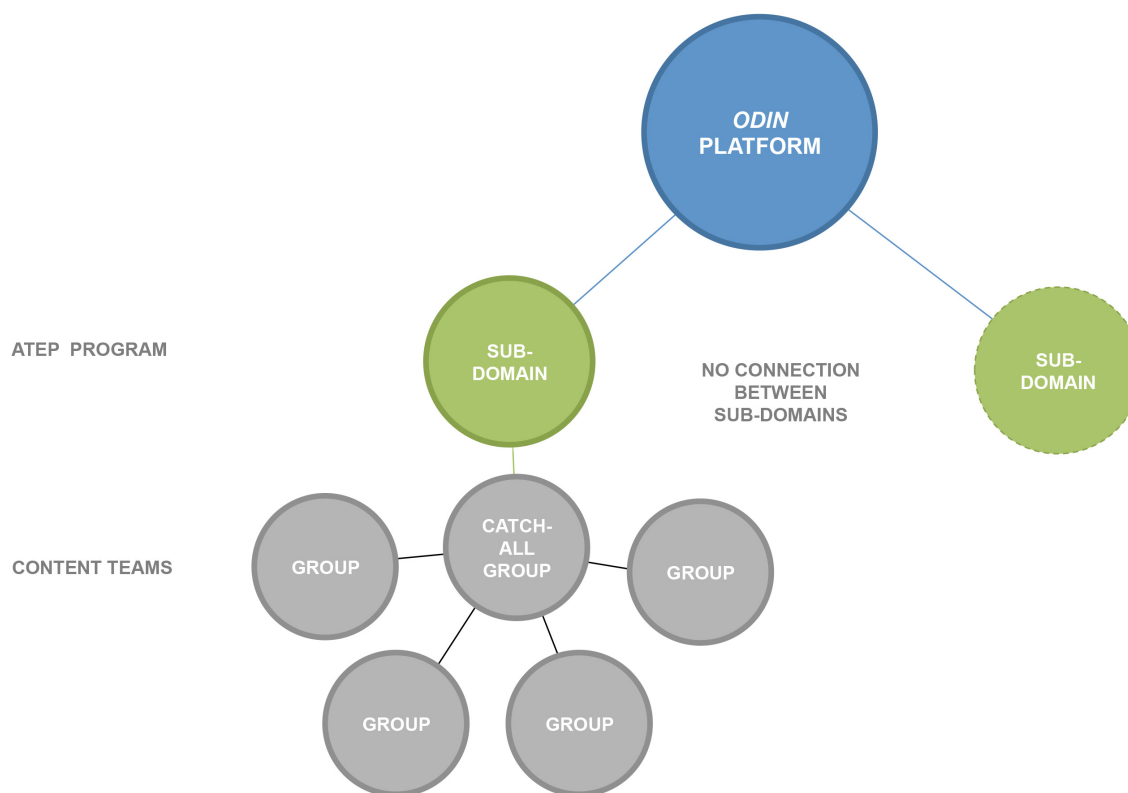 ODIN
PLATFORM
ATEP PROGRAM
SUB-
DOMAIN
NO CONNECTION
BETWEEN
SUB-DOMAINS
SUB-
DOMAIN
CONTENT TEAMS
GROUP
CATCH-
ALL
GROUP
GROUP
GROUP
GROUP